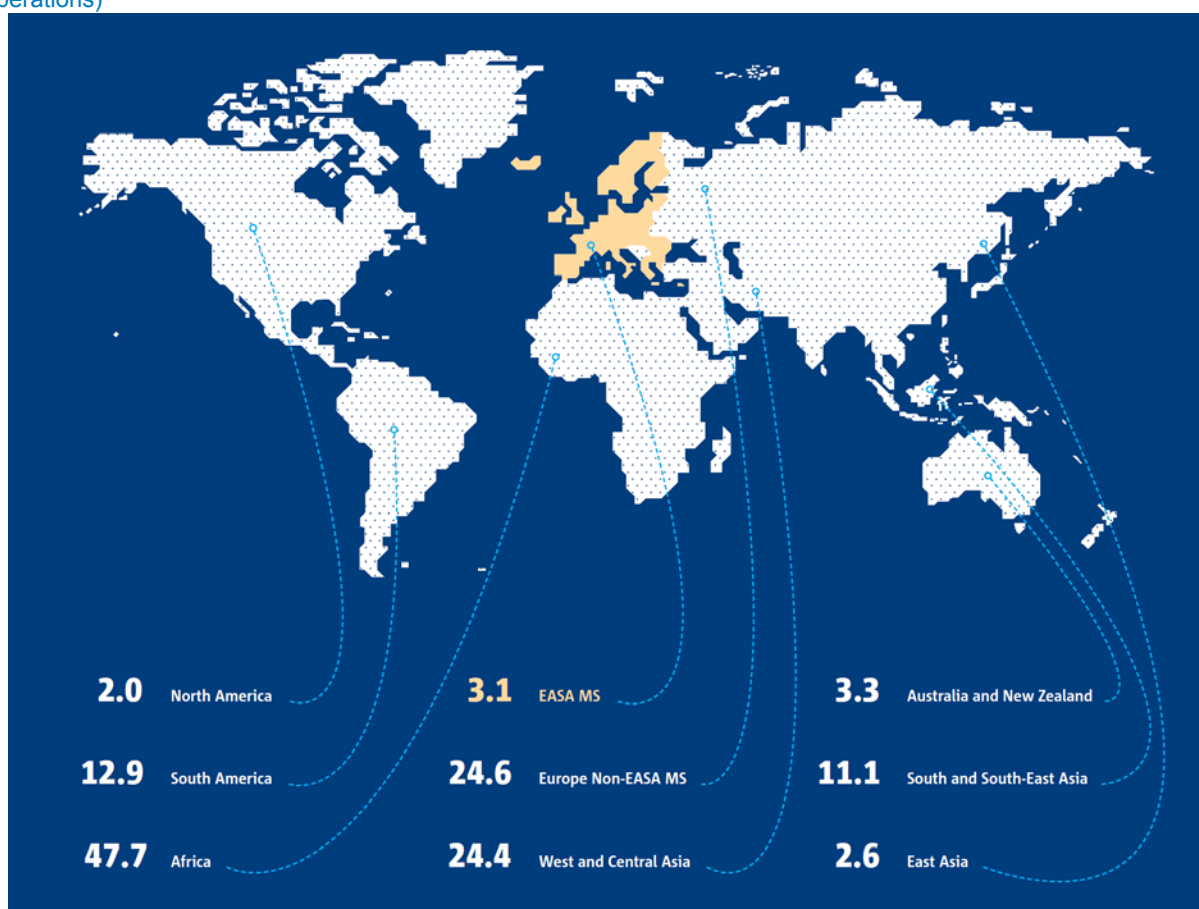 perations)
2.0 North America
3.1 EASA MS
3.3 Australia and New Zealand
12.9 South America
24.6 Europe Non-EASA MS
11.1 South and South-East Asia
47.7 Africa
24.4 West and Central Asia
2.6 East Asia